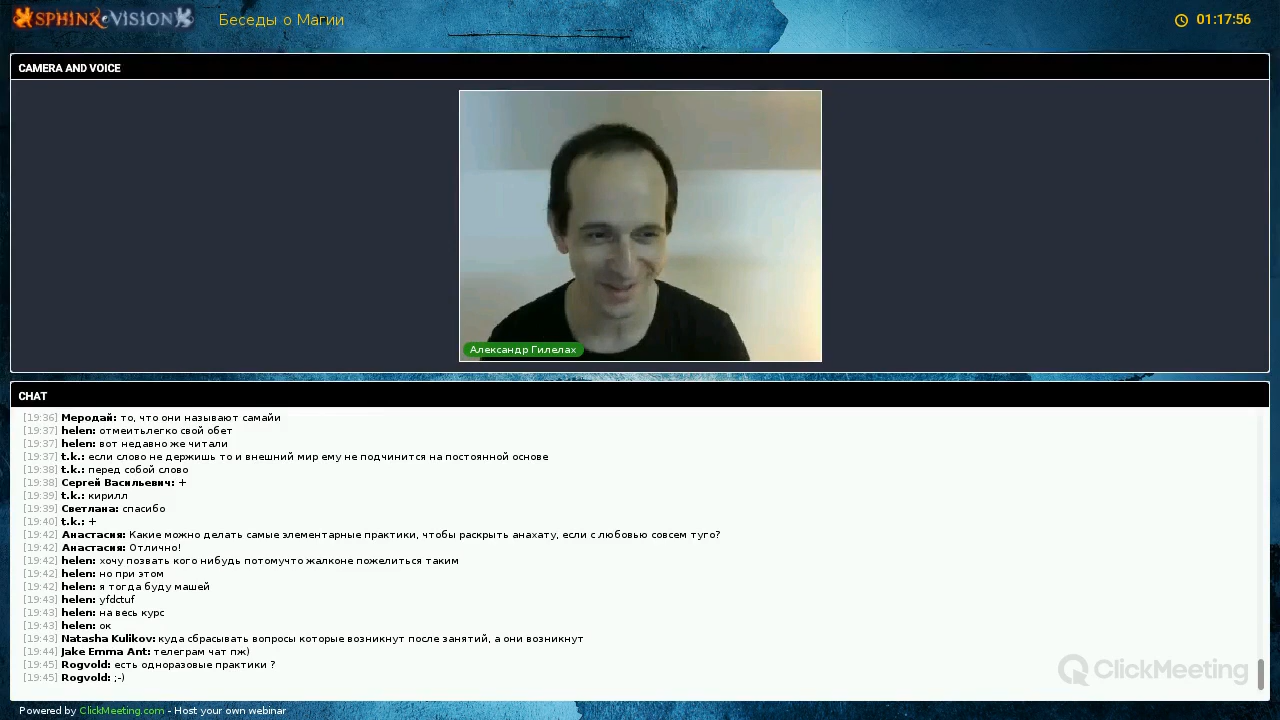 SPHINX VISION
Беседы о Магии
01:17:56
CAMERA AND VOICE
Александр Гилелах
CHAT
[19:36] Меродай: то, что они называют самайи
[19:37] helen: отмеитьлегко свой обет
[19:37] helen: вот недавно же читали
[19:37] t.k.: если слово не держишь то и внешний мир ему не подчинится на постоянной основе
[19:38] t.k.: перед собой слово
[19:38] Сергей Васильевич: +
[19:39] t.k.: кирилл
[19:39] Светлана: спасибо
[19:40] t.k.: +
[19:42] Анастасия: Какие можно делать самые элементарные практики, чтобы раскрыть анахату, если с любовью совсем туго?
[19:42] Анастасия: Отлично!
[19:42] helen: хочу позвать кого нибудь потомучто жалконе пожелиться таким
[19:42] helen: но при этом
[19:42] helen: я тогда буду машей
[19:43] helen: yfdctuf
[19:43] helen: на весь курс
[19:43] helen: ок
[19:43] Natasha Kulikov: куда сбрасывать вопросы которые возникнут после занятий, а они возникнут
[19:44] Jake Emma Ant: телеграм чат пж)
[19:45] Rogvold: есть одноразовые практики ?
[19:45] Rogvold: ;-)
ClickMeeting
Powered by ClickMeeting.com - Host your own webinar